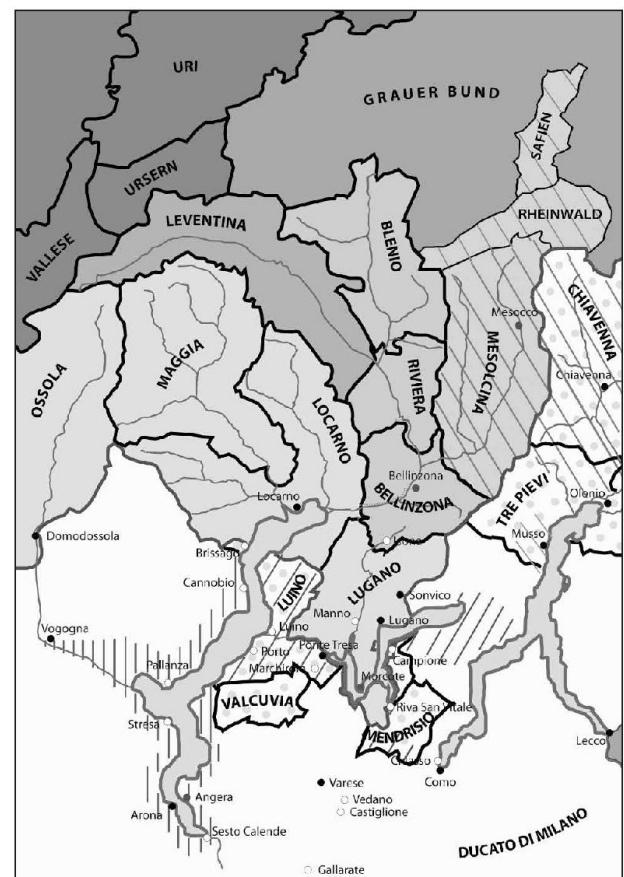 URI
GRAUER BUND
SAFIEN
URSERN
RHEINWALD
LEVENTINA
BLENIO
VALLESE
CHIAVENNA
Mesocco
MESOLCINA
MAGGIA
OSSOLA
RIVIERA
Chiavenna
LOCARNO
Bellinzona
BELLINZONA
Locarno
TRE PIEVI
Olonio
Domodossola
Musso
Brissago
Isone
LUGANO
Cannobio
LUINO
Sonvico
Manno
Lugano
Vogogna
Luino
Ponte Tresa
Porto
Campione
Marchirolo
Pallanza
Morcote
VALCUVIA
Riva San Vitale
Stresa
MENDRISIO
Lecco
Como
Varese
Angera
Vedano
Arona
Castiglione
Sesto Calende
DUCATO DI MILANO
Gallarate